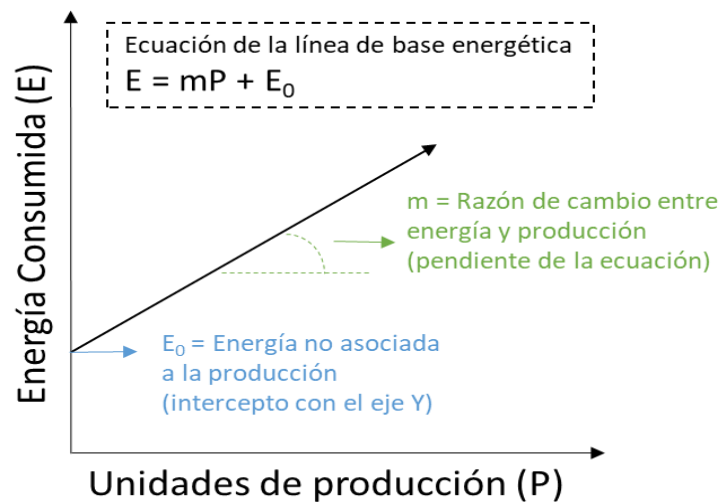 Ecuación de la línea de base energética
E = mP + E₀
Energía Consumida (E)
m = Razón de cambio entre
energía y producción
(pendiente de la ecuación)
E₀ = Energía no asociada
a la producción
(intercepto con el eje Y)
Unidades de producción (P)